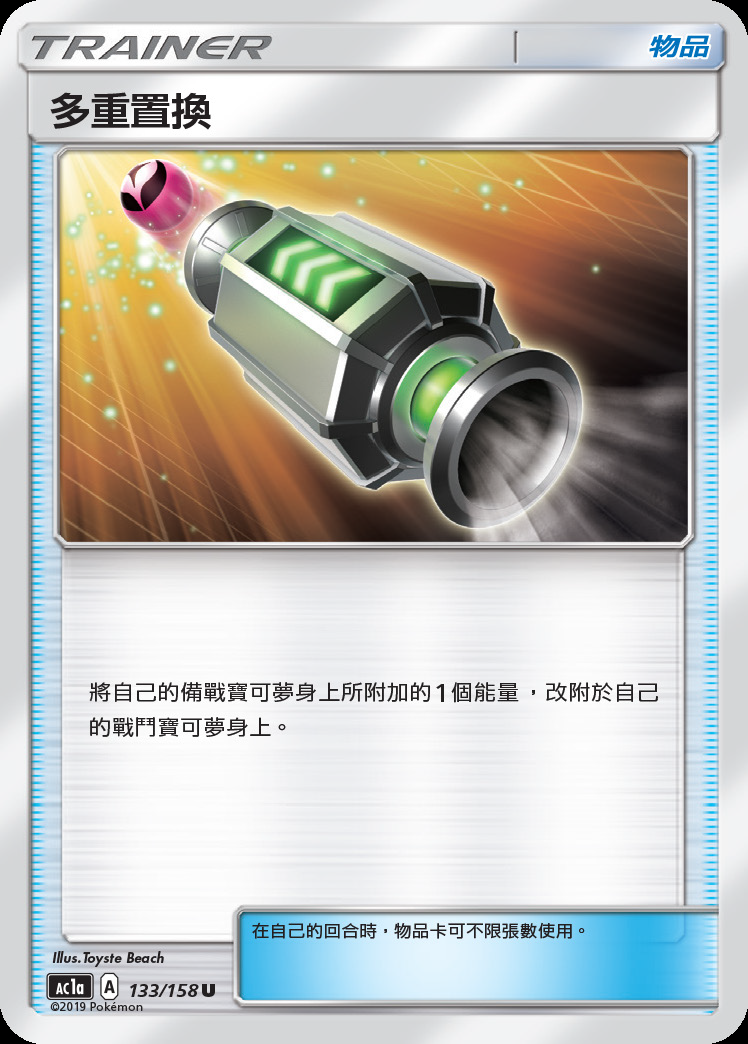 TRAINER
物品
多重置換
將自己的備戰寶可夢身上所附加的1個能量，改附於自己
的戰鬥寶可夢身上。
在自己的回合時，物品卡可不限張數使用。
Illus. Toyste Beach
AC1a A 133/158 U
©2019 Pokémon